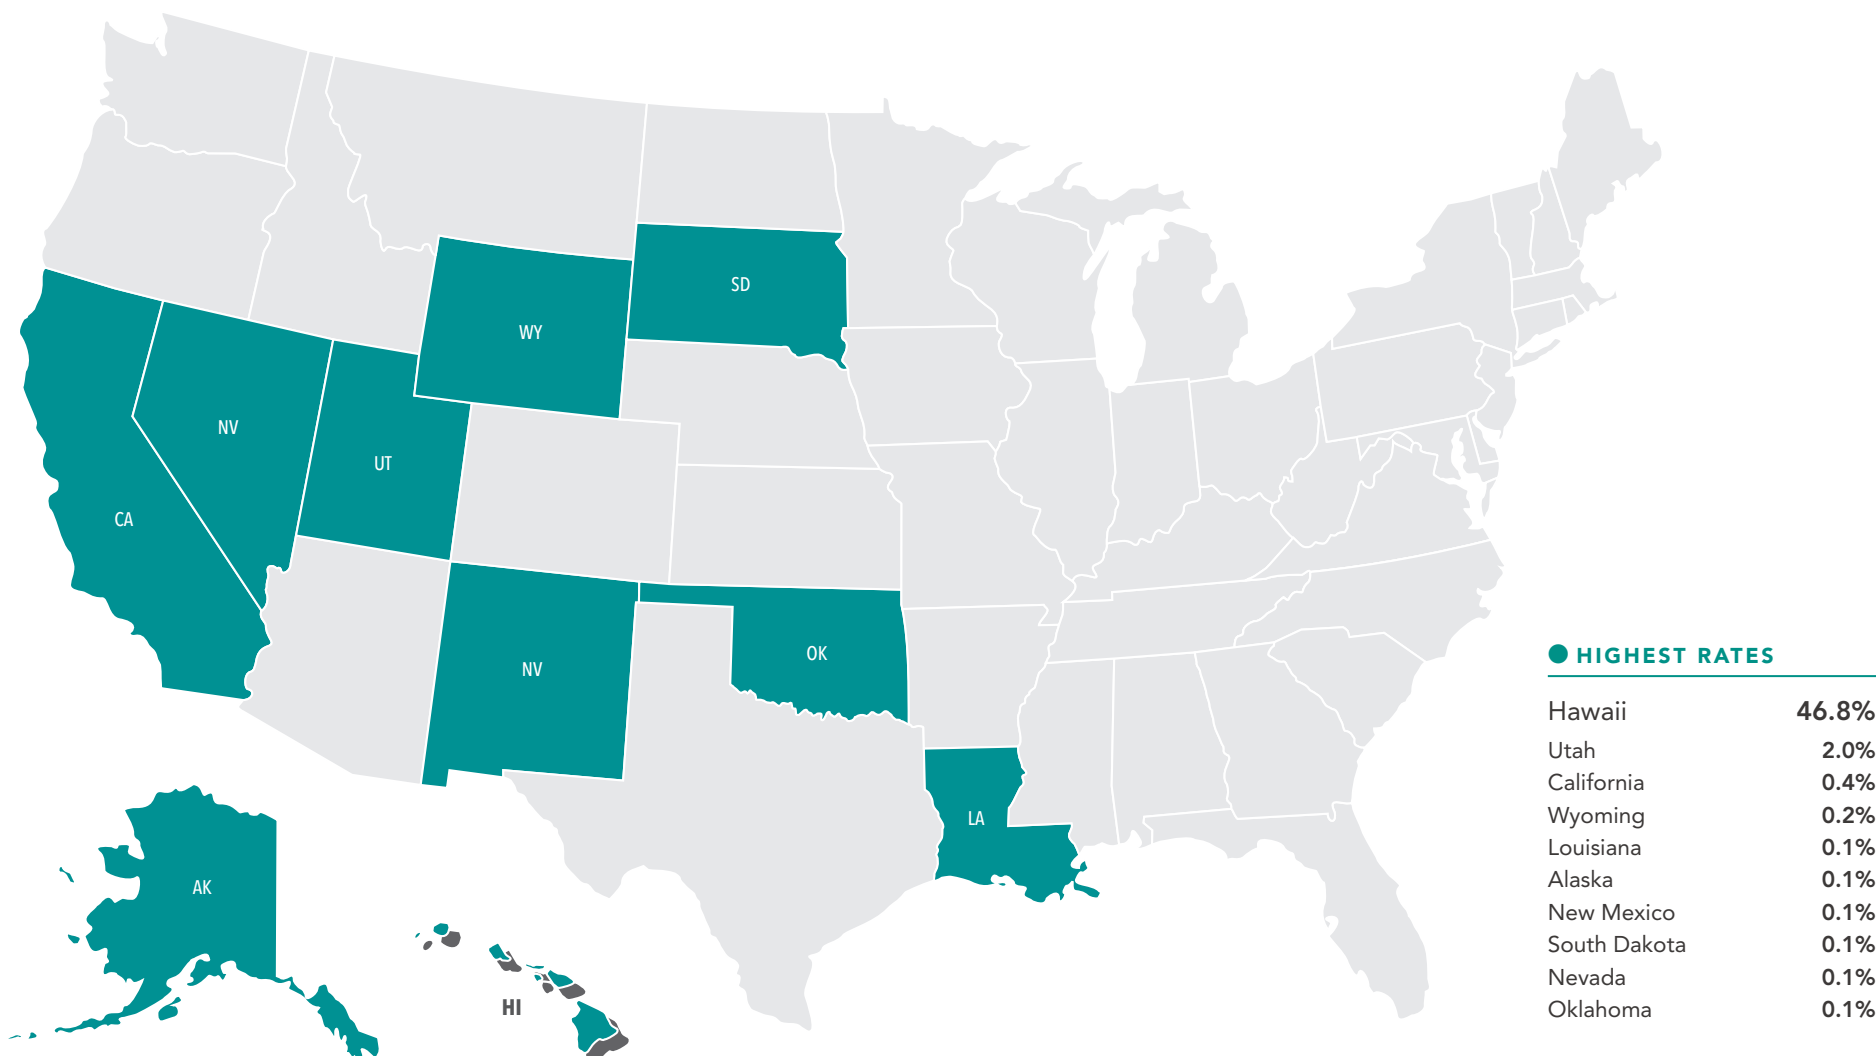 SD
WY
NV
UT
CA
NV
OK
LA
AK
HI
HIGHEST RATES
Hawaii 46.8%
Utah 2.0%
California 0.4%
Wyoming 0.2%
Louisiana 0.1%
Alaska 0.1%
New Mexico 0.1%
South Dakota 0.1%
Nevada 0.1%
Oklahoma 0.1%